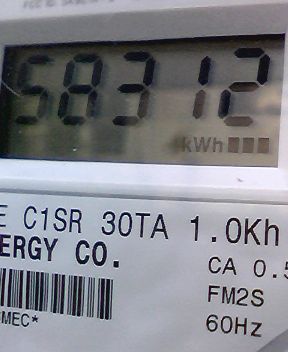 58312
kWh
E C1SR 30TA 1.0Kh
ERGY CO.
CA 0.5
FM2S
MEC*
60Hz